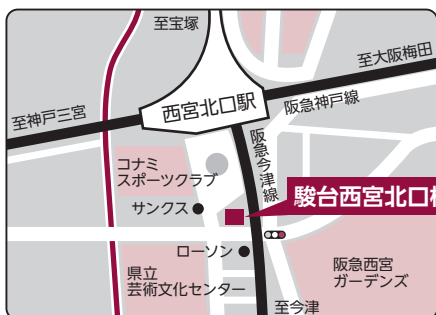 至宝塚
至大阪梅田
西宮北口駅
阪急神戸線
至神戸三宮
阪急今津線
コナミ
スポーツクラブ
サンクス
駿台西宮北口校
ローソン
県立
芸術文化センター
阪急西宮
ガーデンズ
至今津